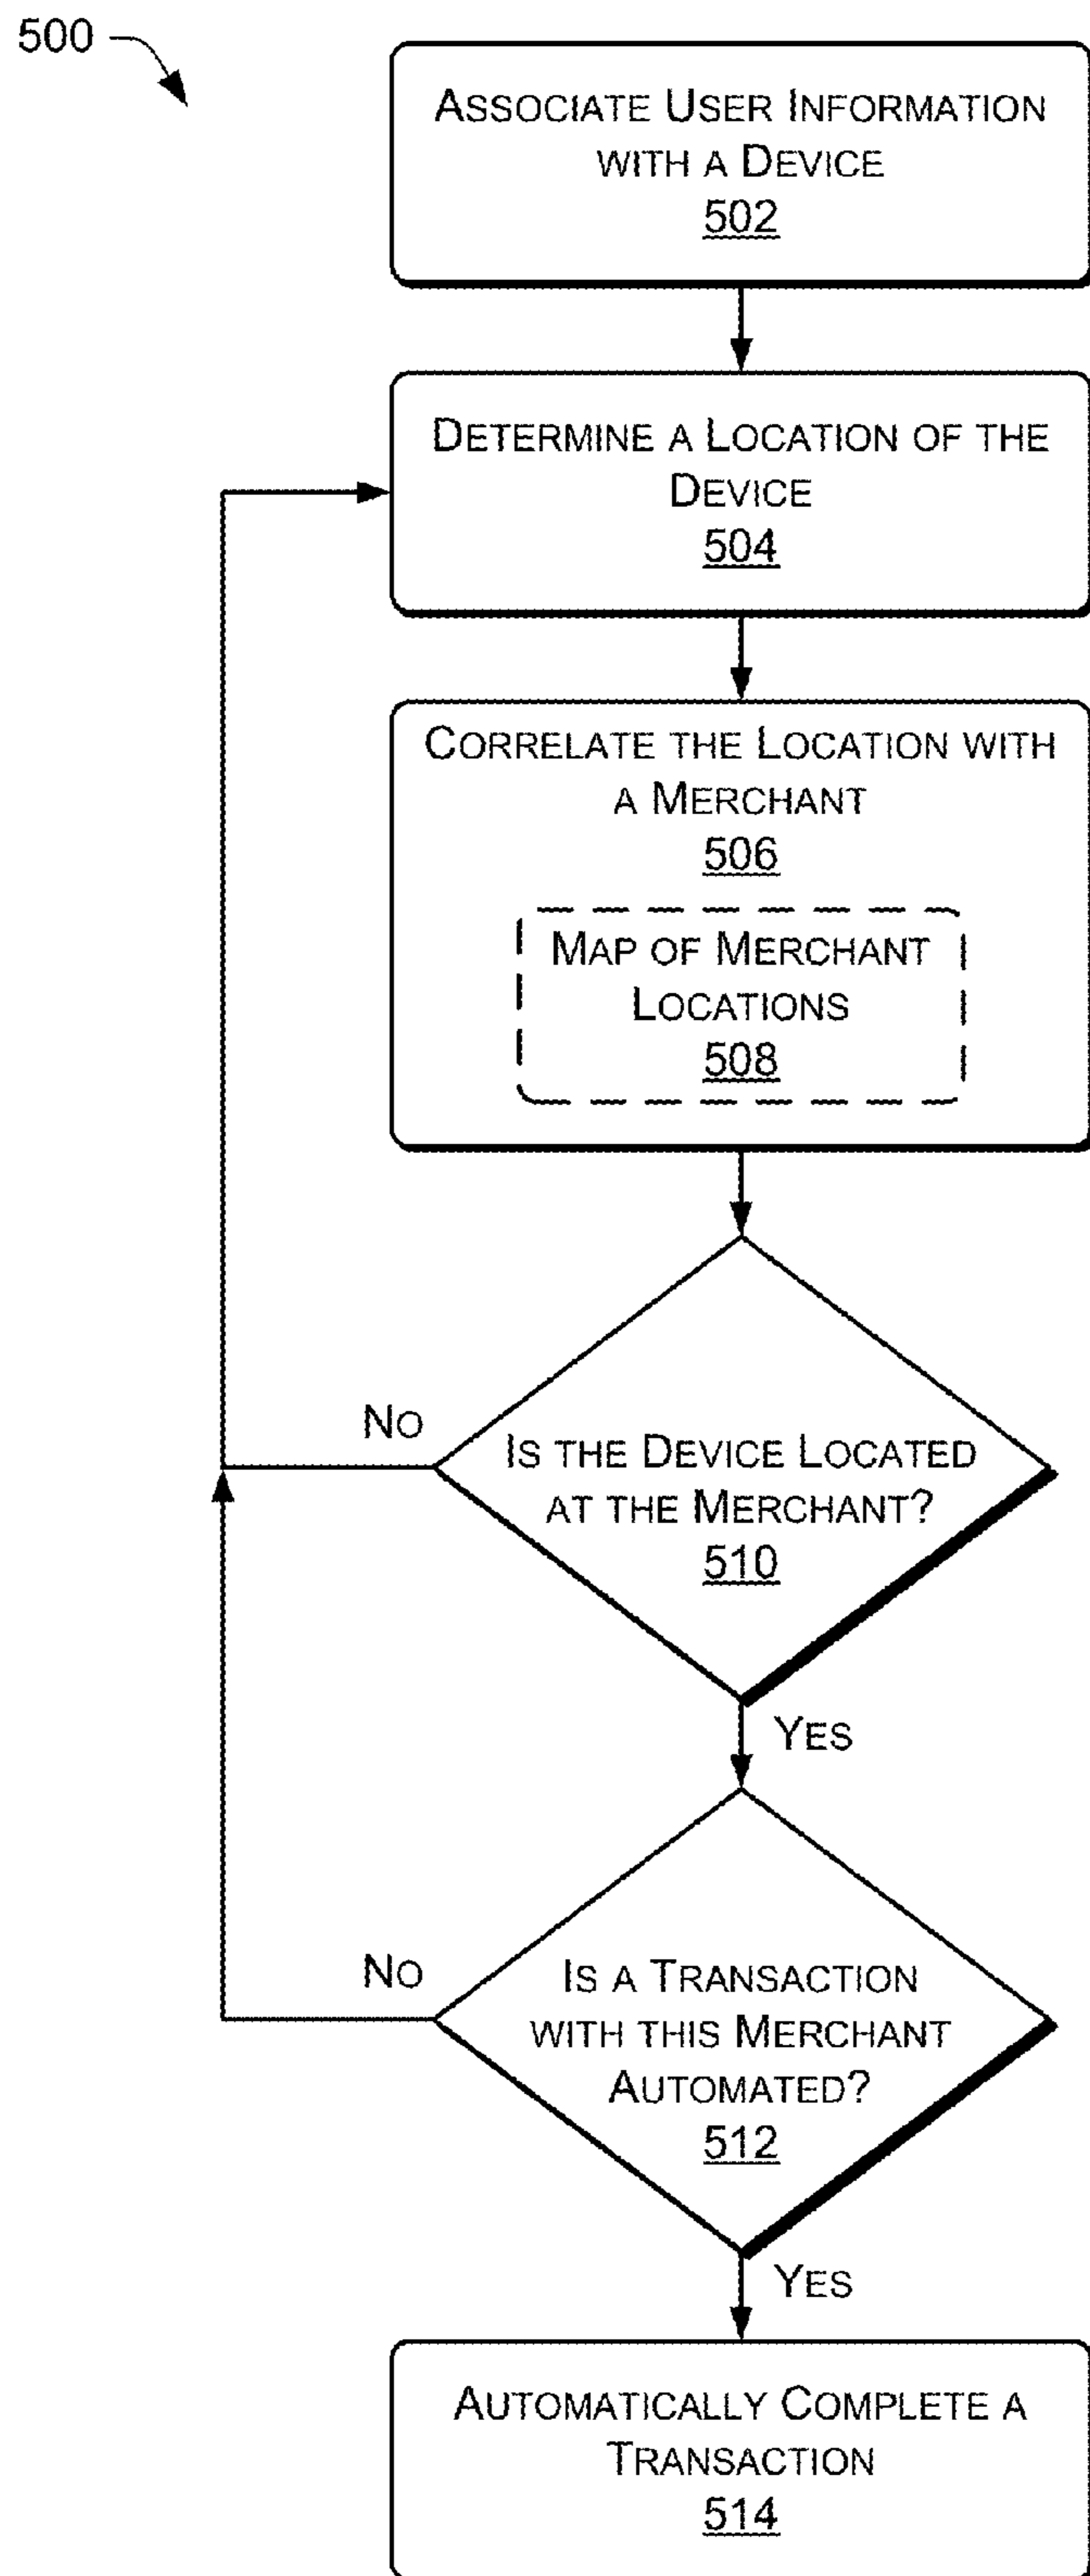 500
ASSOCIATE USER INFORMATION
WITH A DEVICE
502
DETERMINE A LOCATION OF THE
DEVICE
504
CORRELATE THE LOCATION WITH
A MERCHANT
506
MAP OF MERCHANT
LOCATIONS
508
NO
IS THE DEVICE LOCATED
AT THE MERCHANT?
510
YES
NO
IS A TRANSACTION
WITH THIS MERCHANT
AUTOMATED?
512
YES
AUTOMATICALLY COMPLETE A
TRANSACTION
514